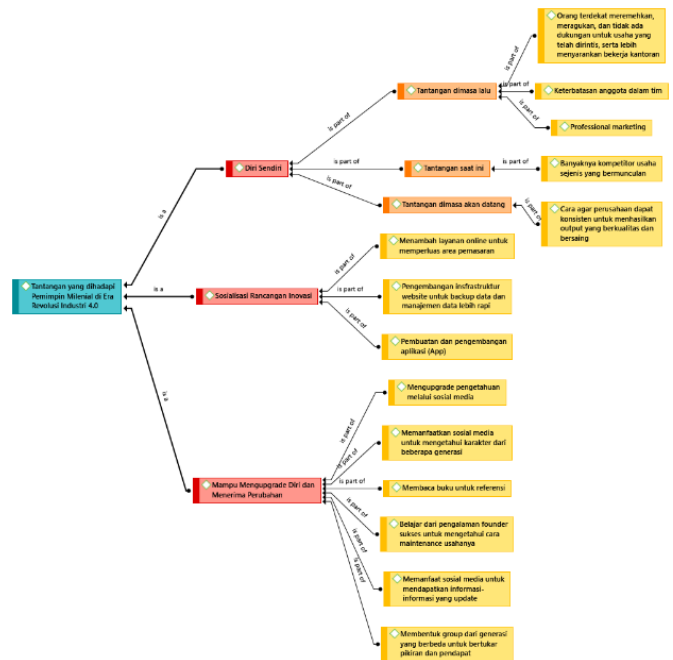 Orang terdekat meremehkan,
meragukan, dan tidak ada
dukungan untuk usaha yang
telah dirintis, serta lebih
menyarankan bekerja kantoran
is part of
Tantangan dimasa lalu
is part of
Keterbatasan anggota dalam tim
is part of
Professional marketing
is part of
Diri Sendiri
is part of
Tantangan saat ini
is part of
Banyaknya kompetitor usaha
sejenis yang bermunculan
is part of
Tantangan dimasa akan datang
is part of
Cara agar perusahaan dapat
konsisten untuk menhasilkan
output yang berkualitas dan
bersaing
is a
Menambah layanan online untuk
memperluas area pemasaran
is part of
Tantangan yang dihadapi
Pemimpin Milenial di Era
Revolusi Industri 4.0
is a
Sosialisasi Rancangan Inovasi
is part of
Pengembangan insfrastruktur
website untuk backup data dan
manajemen data lebih rapi
is part of
Pembuatan dan pengembangan
aplikasi (App)
is a
Mengupgrade pengetahuan
melalui sosial media
is part of
Memanfaatkan sosial media
untuk mengetahui karakter dari
beberapa generasi
is part of
Mampu Mengupgrade Diri dan
Menerima Perubahan
is part of
Membaca buku untuk referensi
is part of
Belajar dari pengalaman founder
sukses untuk mengetahui cara
maintenance usahanya
is part of
Memanfaat sosial media untuk
mendapatkan informasi-
informasi yang update
is part of
Membentuk group dari generasi
yang berbeda untuk bertukar
pikiran dan pendapat